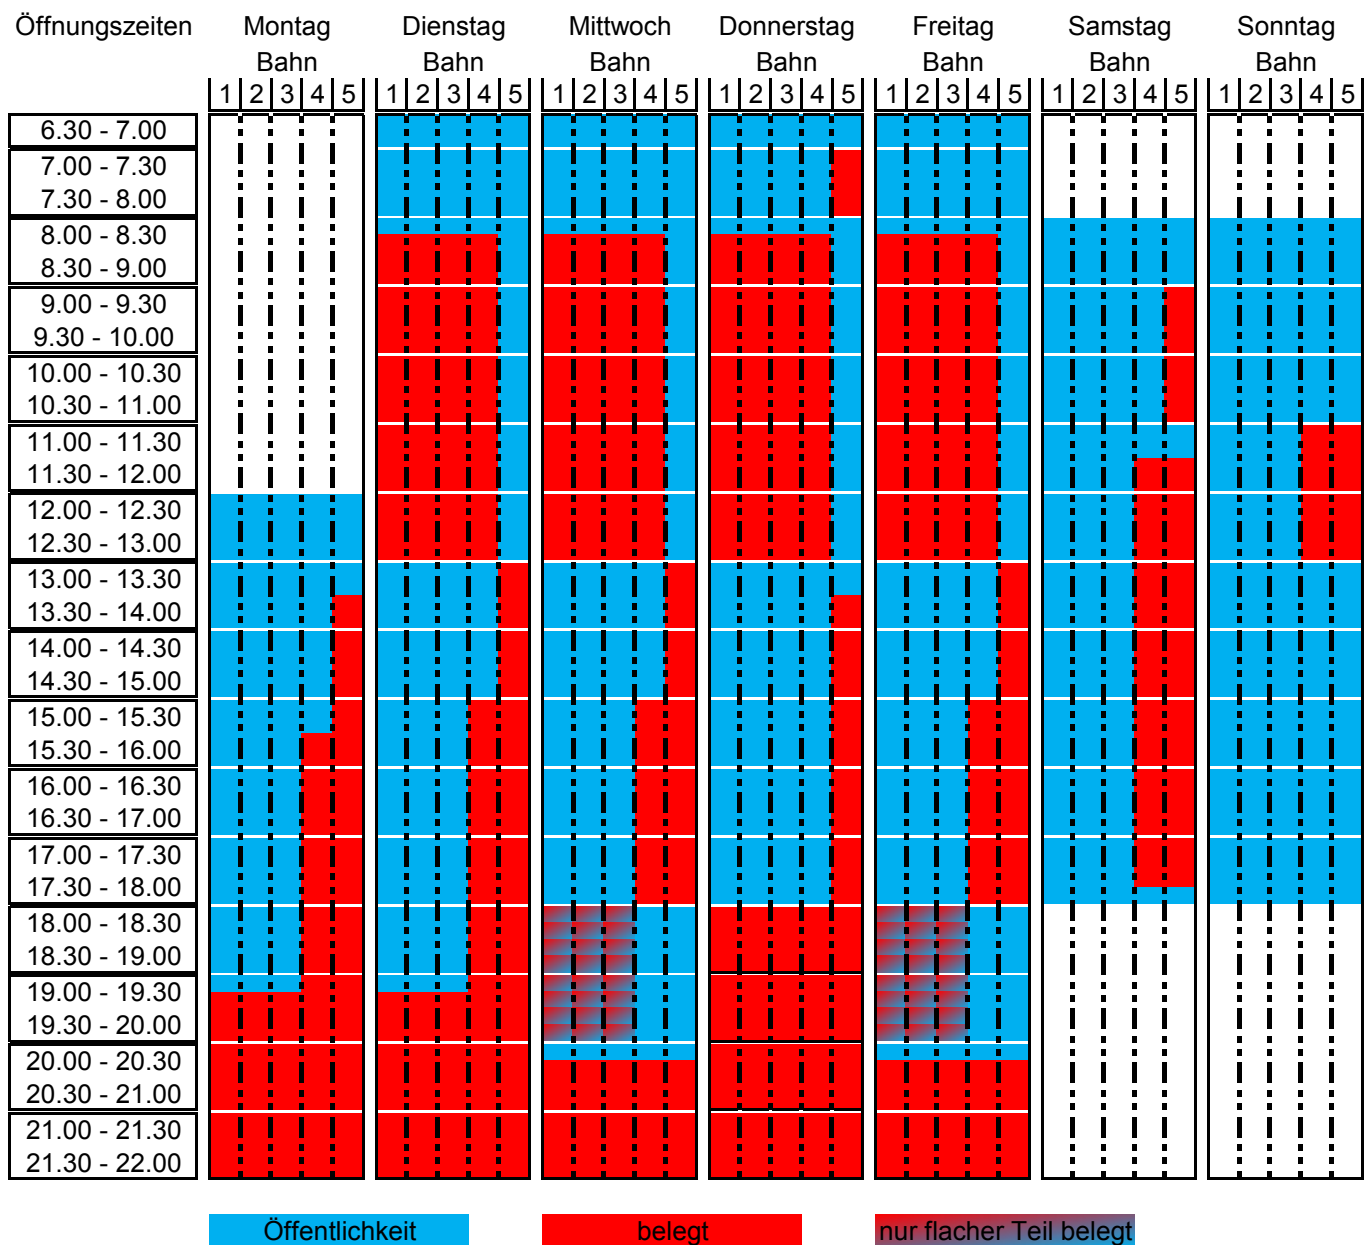 Öffnungszeiten Montag Dienstag Mittwoch Donnerstag Freitag Samstag Sonntag
Bahn Bahn Bahn Bahn Bahn Bahn Bahn
1 2 3 4 5 1 2 3 4 5 1 2 3 4 5 1 2 3 4 5 1 2 3 4 5 1 2 3 4 5 1 2 3 4 5
6.30 - 7.00
7.00 - 7.30
7.30 - 8.00
8.00 - 8.30
8.30 - 9.00
9.00 - 9.30
9.30 - 10.00
10.00 - 10.30
10.30 - 11.00
11.00 - 11.30
11.30 - 12.00
12.00 - 12.30
12.30 - 13.00
13.00 - 13.30
13.30 - 14.00
14.00 - 14.30
14.30 - 15.00
15.00 - 15.30
15.30 - 16.00
16.00 - 16.30
16.30 - 17.00
17.00 - 17.30
17.30 - 18.00
18.00 - 18.30
18.30 - 19.00
19.00 - 19.30
19.30 - 20.00
20.00 - 20.30
20.30 - 21.00
21.00 - 21.30
21.30 - 22.00
Öffentlichkeit belegt nur flacher Teil belegt